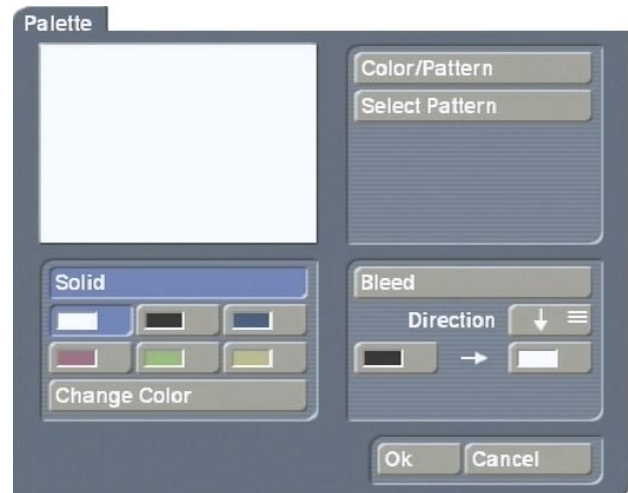 Palette
Color/Pattern
Select Pattern
Solid
Change Color
Bleed
Direction
Ok
Cancel